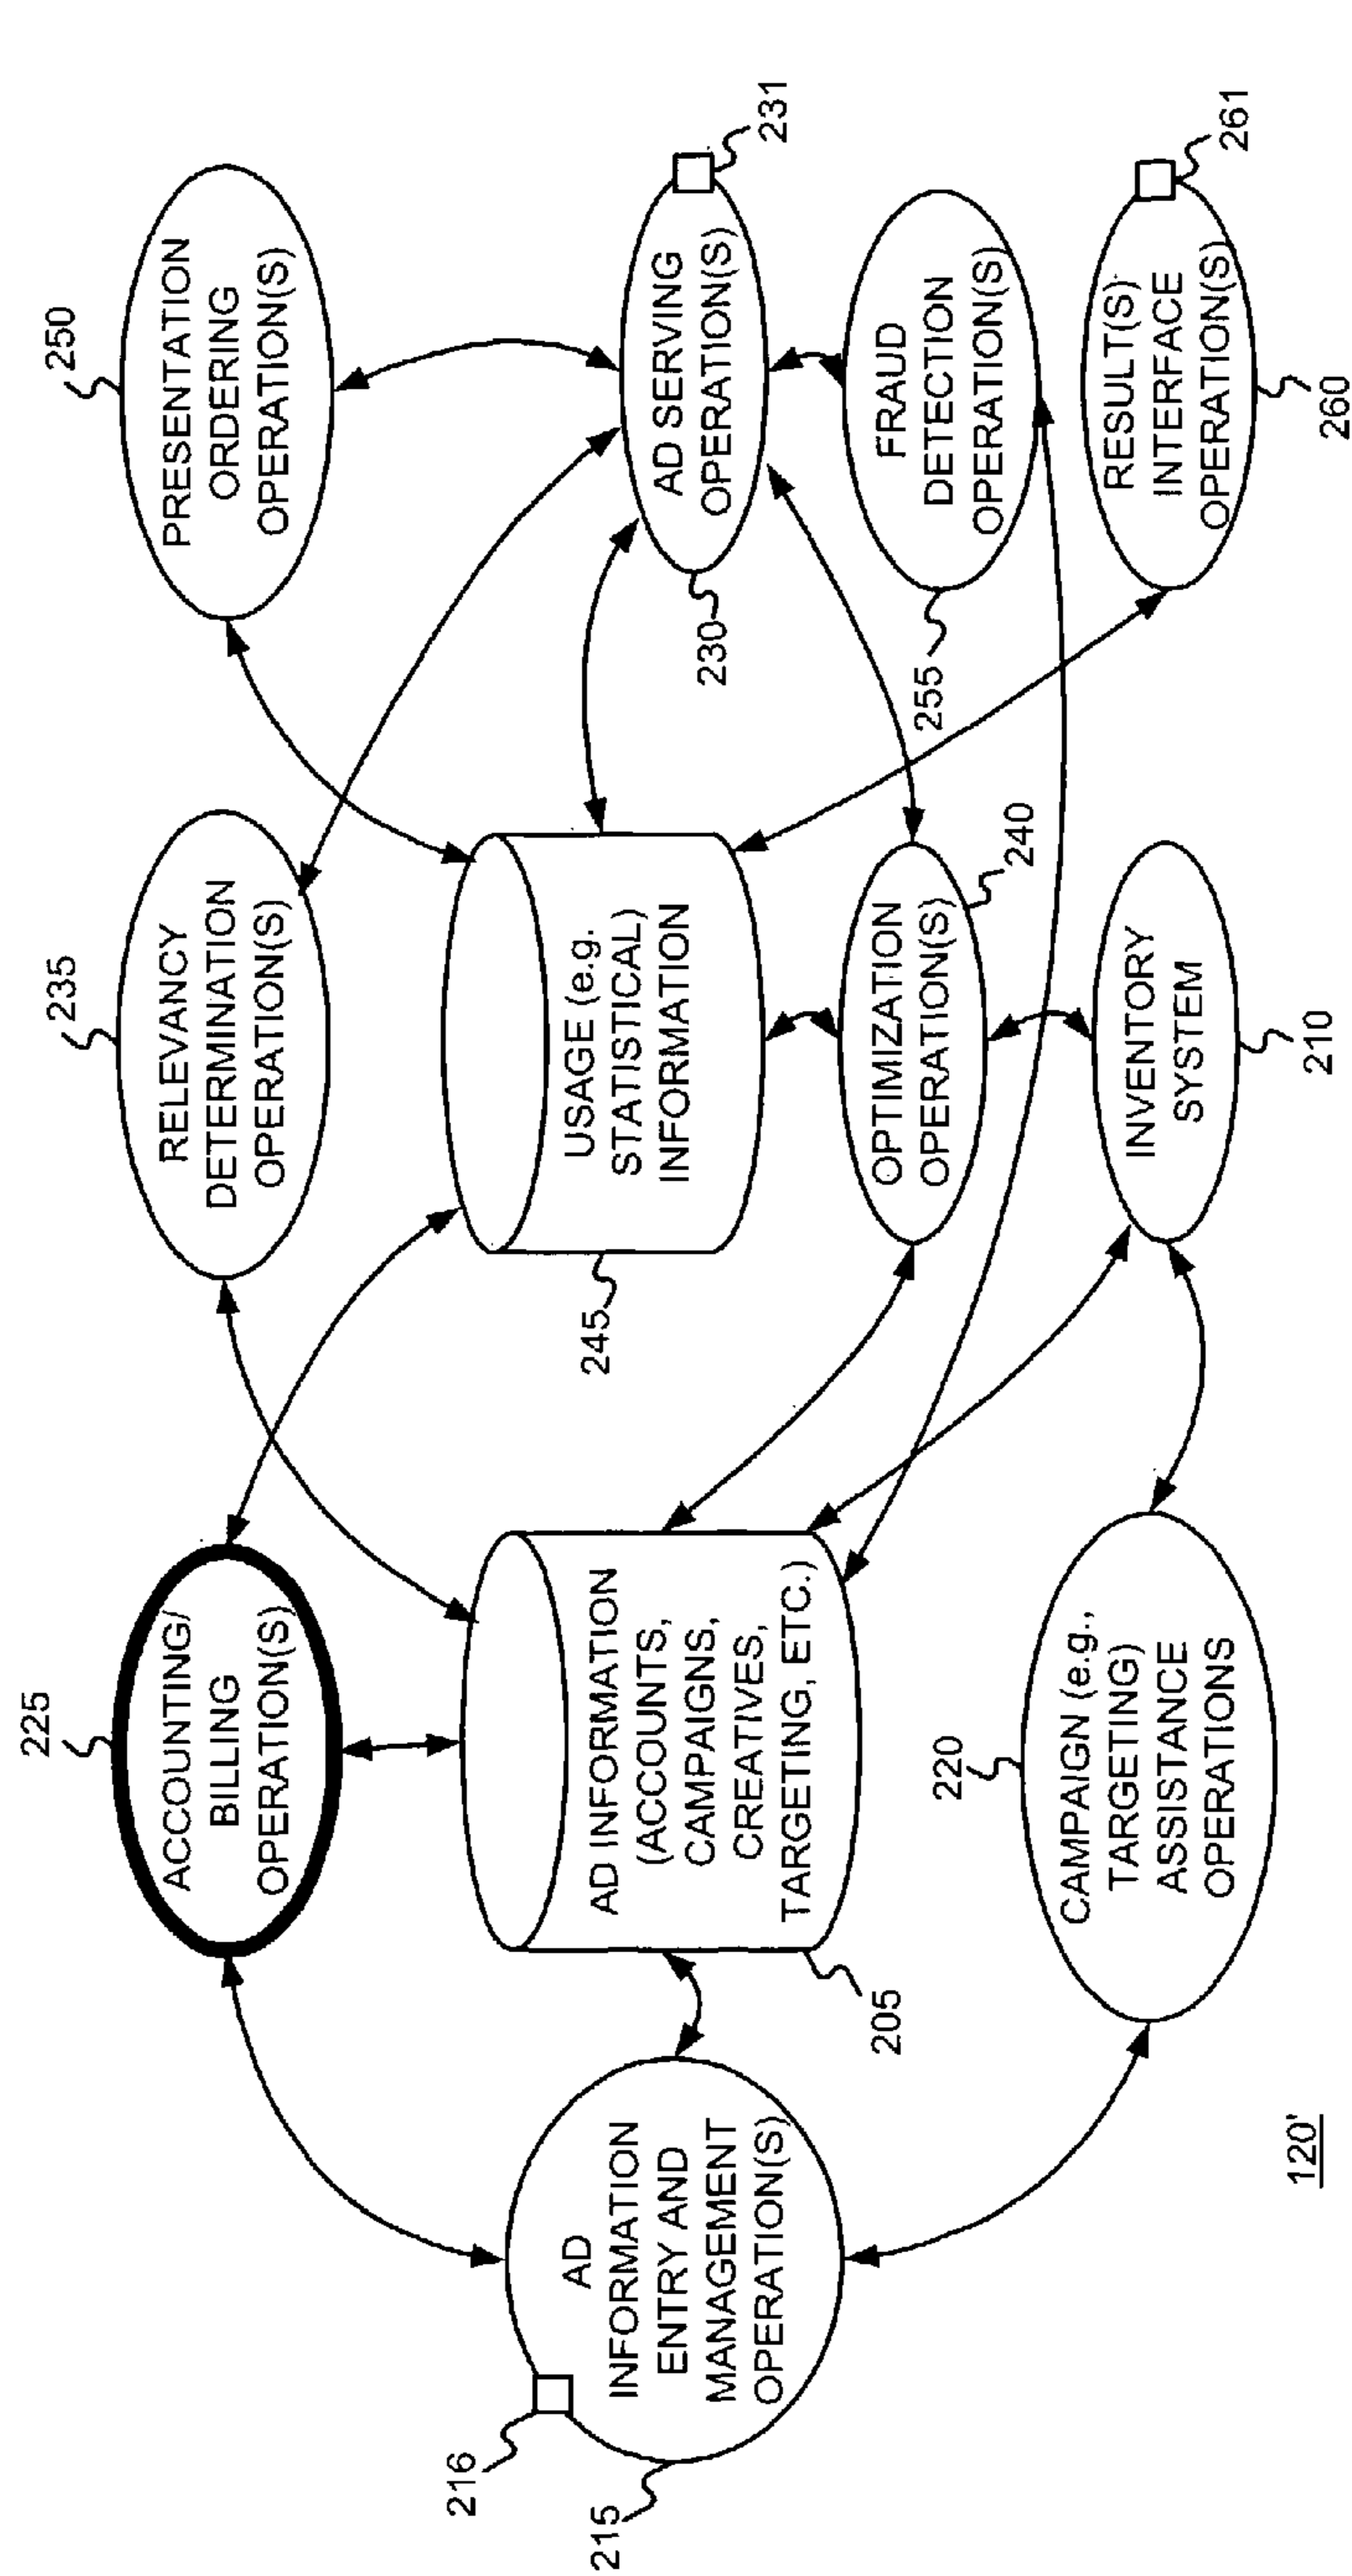 225
ACCOUNTING/
BILLING
OPERATION(S)
235
RELEVANCY
DETERMINATION
OPERATION(S)
250
PRESENTATION
ORDERING
OPERATION(S)
216
215
AD
INFORMATION
ENTRY AND
MANAGEMENT
OPERATION(S)
AD INFORMATION
(ACCOUNTS,
CAMPAIGNS,
CREATIVES,
TARGETING, ETC.)
205
245
USAGE (e.g.
STATISTICAL)
INFORMATION
230
AD SERVING
OPERATION(S)
231
OPTIMIZATION
OPERATION(S)
240
255
FRAUD
DETECTION
OPERATION(S)
220
CAMPAIGN (e.g.,
TARGETING)
ASSISTANCE
OPERATIONS
INVENTORY
SYSTEM
210
RESULT(S)
INTERFACE
OPERATION(S)
260
261
120'